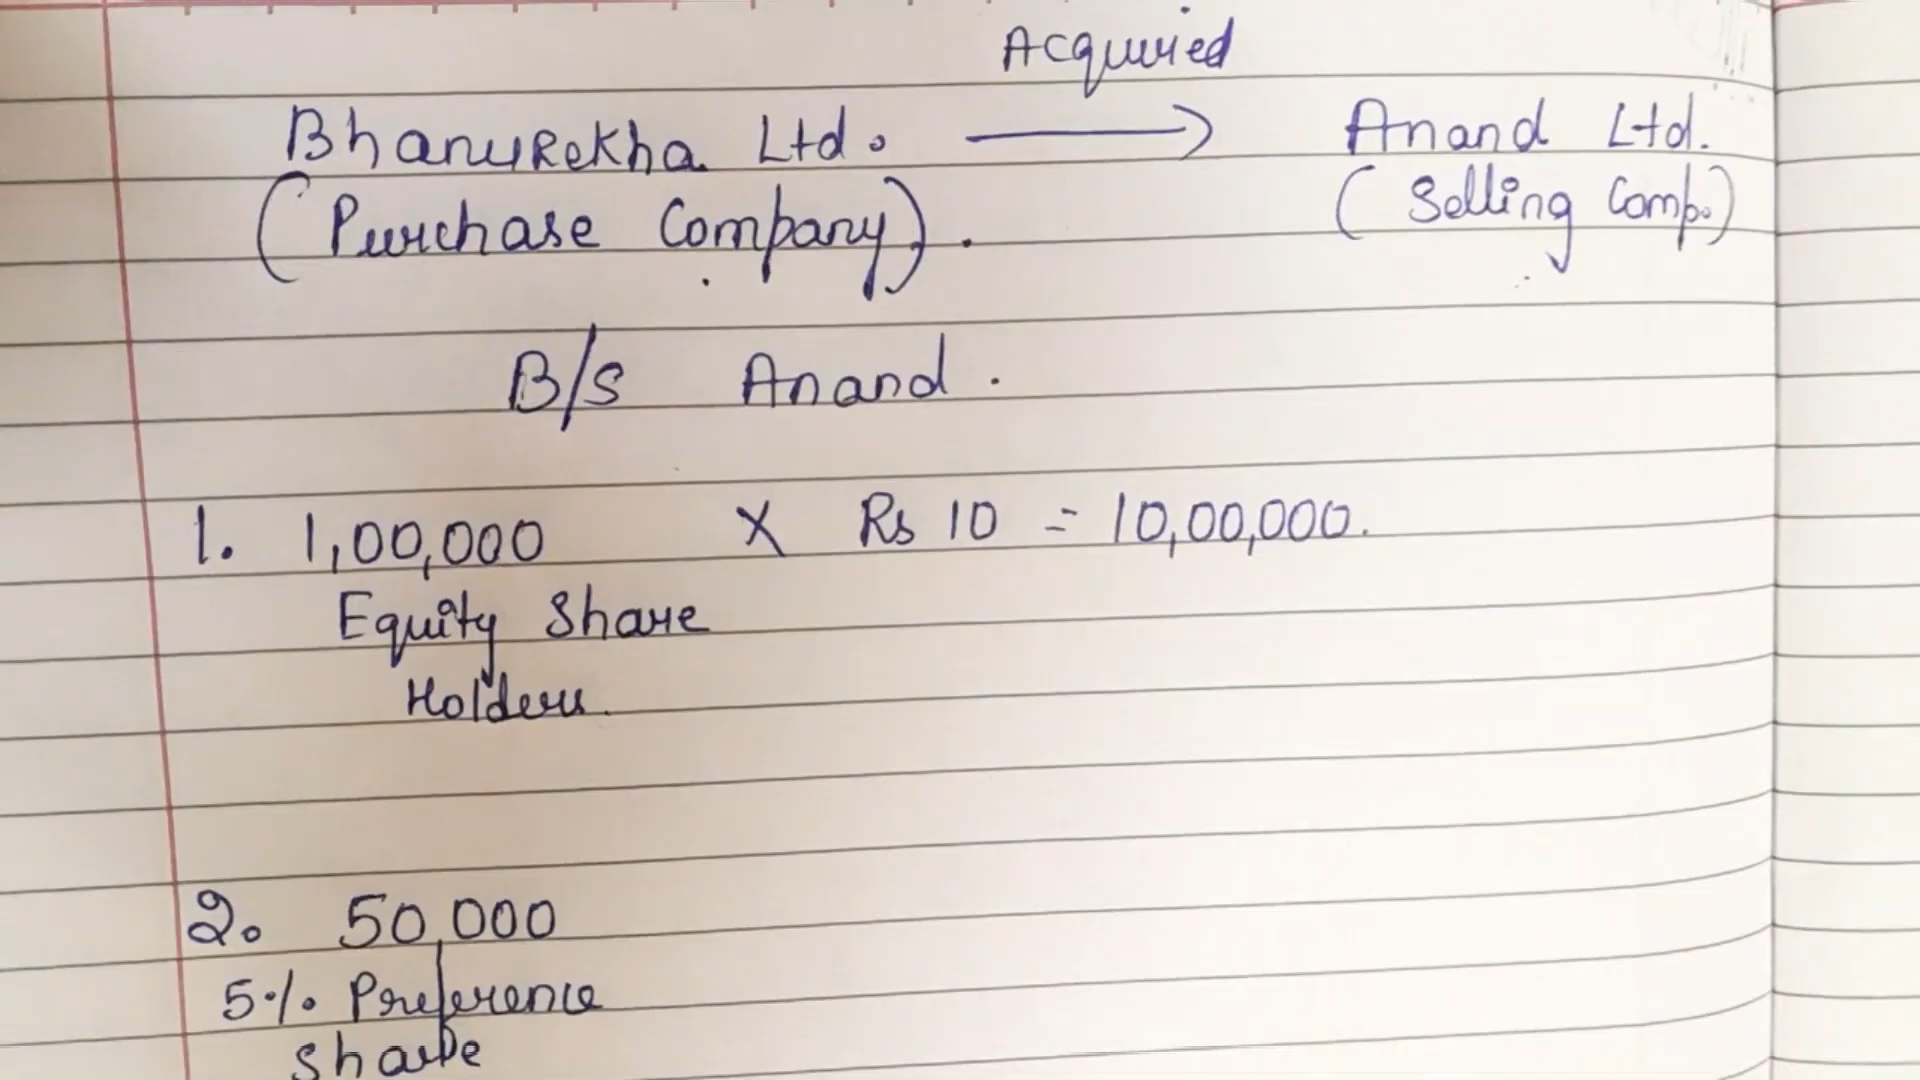 Acquried
Bhanurekha Ltd. → Anand Ltd.
(Purchase Company). (Selling Comp.)
B/S Anand.
1. 1,00,000 X Rs 10 = 10,00,000.
Equity Share
Holders.
2. 50,000
5% Preference
Share